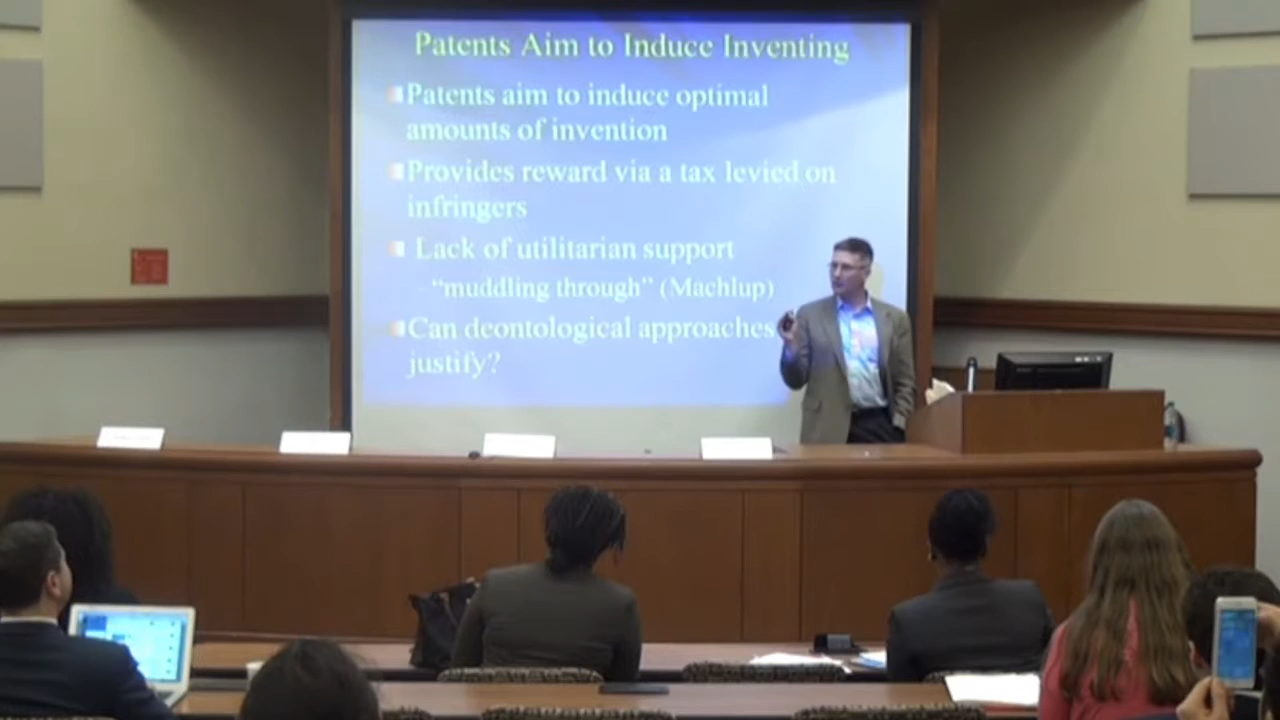 Patents Aim to Induce Inventing
Patents aim to induce optimal
amounts of invention
Provides reward via a tax levied on
infringers
Lack of utilitarian support
“muddling through” (Machlup)
Can deontological approaches
justify?